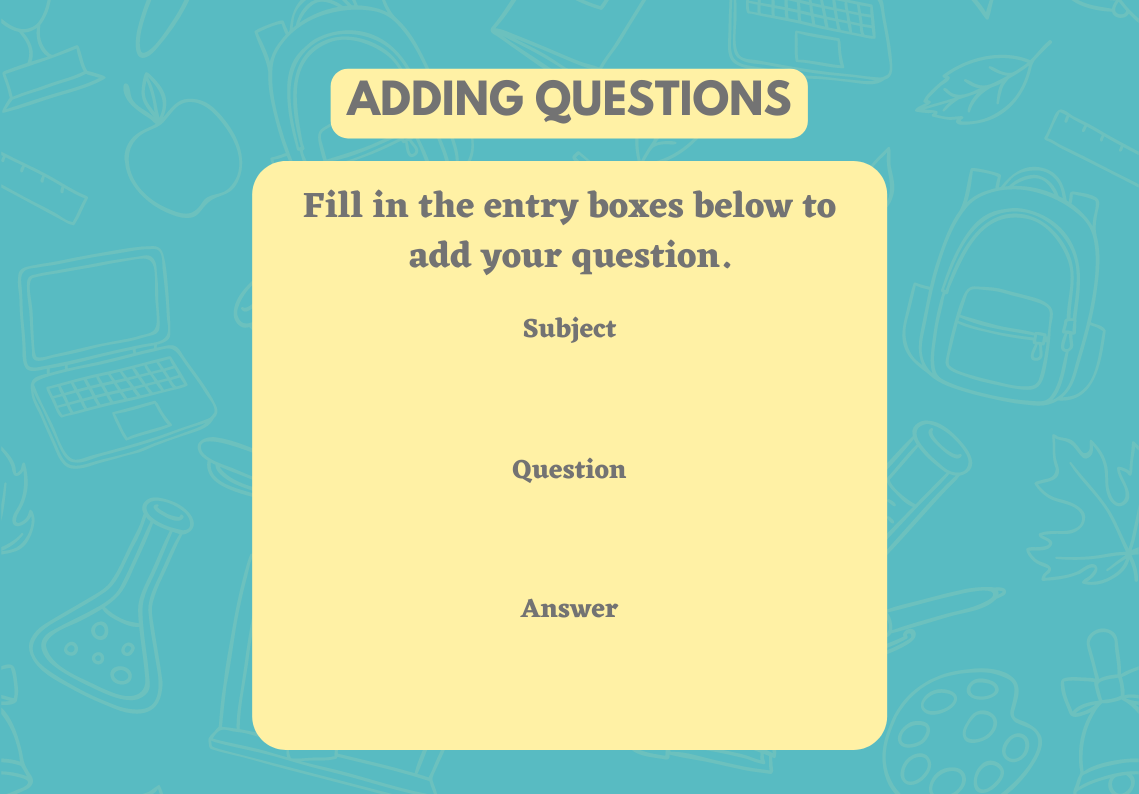 ADDING QUESTIONS
Fill in the entry boxes below to
add your question.
Subject
Question
Answer